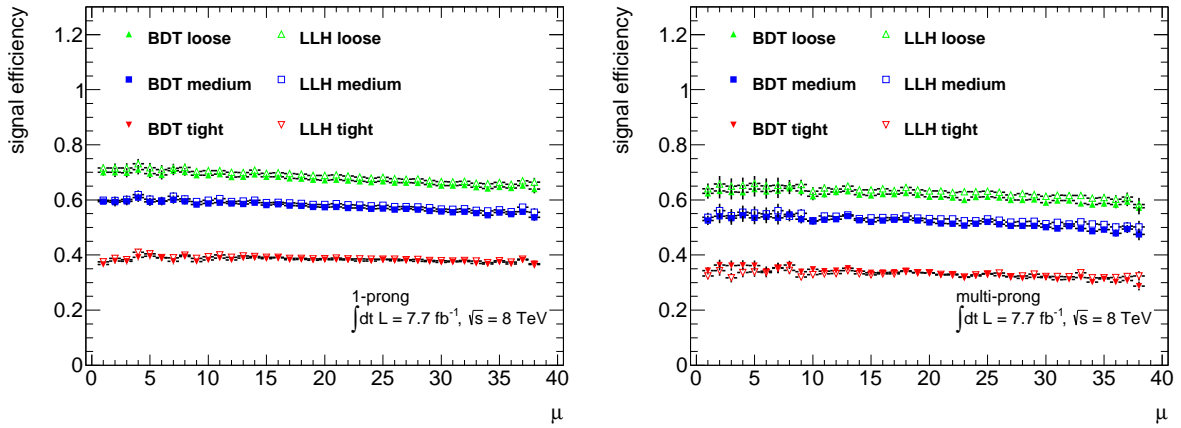 signal efficiency
1.2
1
0.8
0.6
0.4
0.2
0
BDT loose
LLH loose
BDT medium
LLH medium
BDT tight
LLH tight
1-prong
∫dt L = 7.7 fb⁻¹, √s = 8 TeV
0 5 10 15 20 25 30 35 40
μ
signal efficiency
1.2
1
0.8
0.6
0.4
0.2
0
BDT loose
LLH loose
BDT medium
LLH medium
BDT tight
LLH tight
multi-prong
∫dt L = 7.7 fb⁻¹, √s = 8 TeV
0 5 10 15 20 25 30 35 40
μ